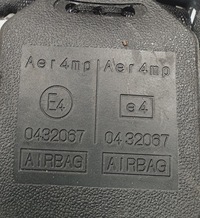 Aer4mp | Aer4mp
E4 | e4
0432067 | 0432067
AIRBAG | AIRBAG